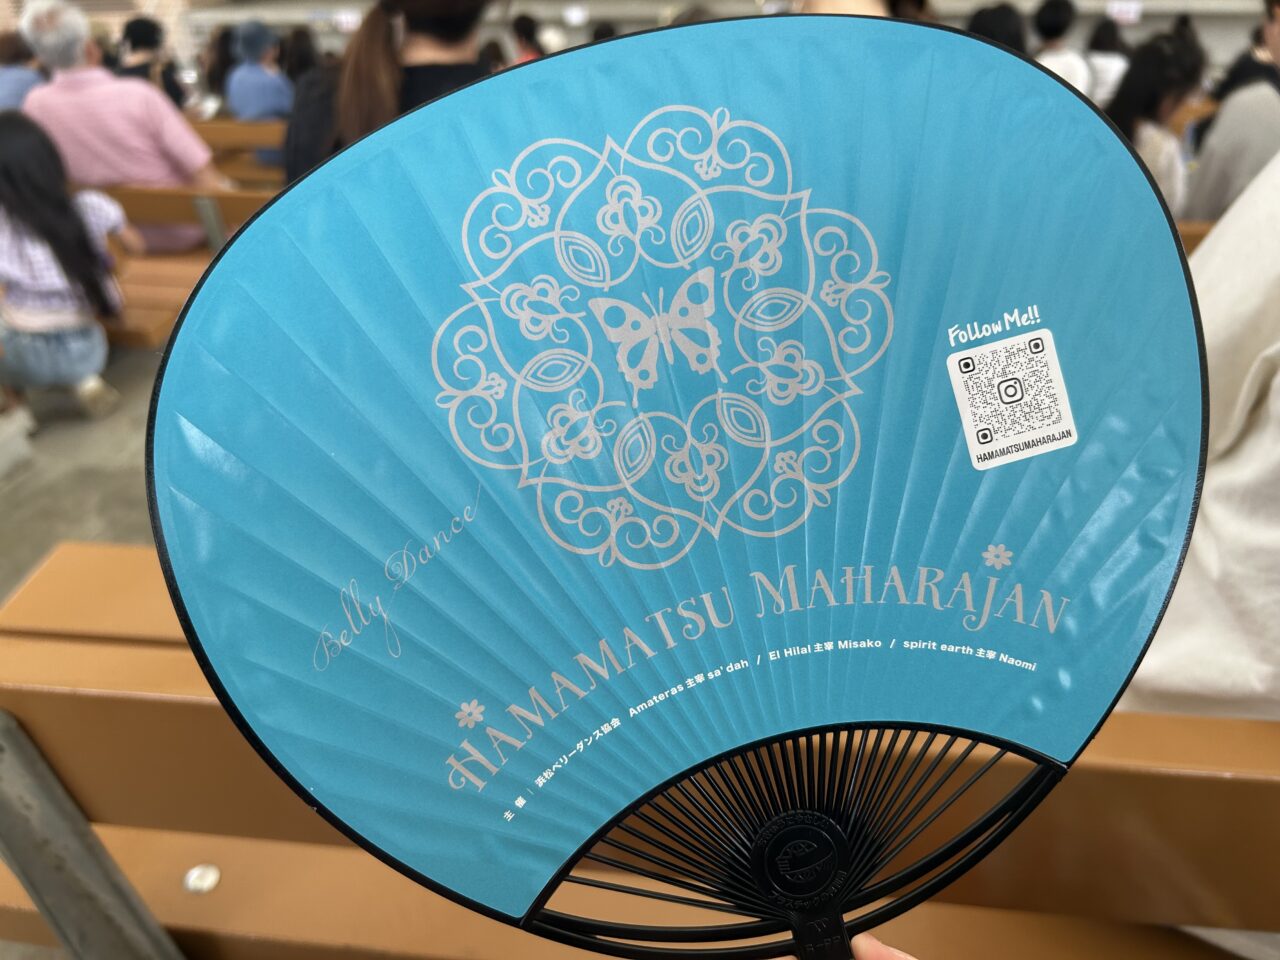 Follow Me!!
HAMAMATSUMAHARAJAN
Belly Dance
HAMAMATSU MAHARAJAN
主催｜浜松ベリーダンス協会 Amateras 主宰 sa'dah / El Hilal 主宰 Misako / spirit earth 主宰 Naomi